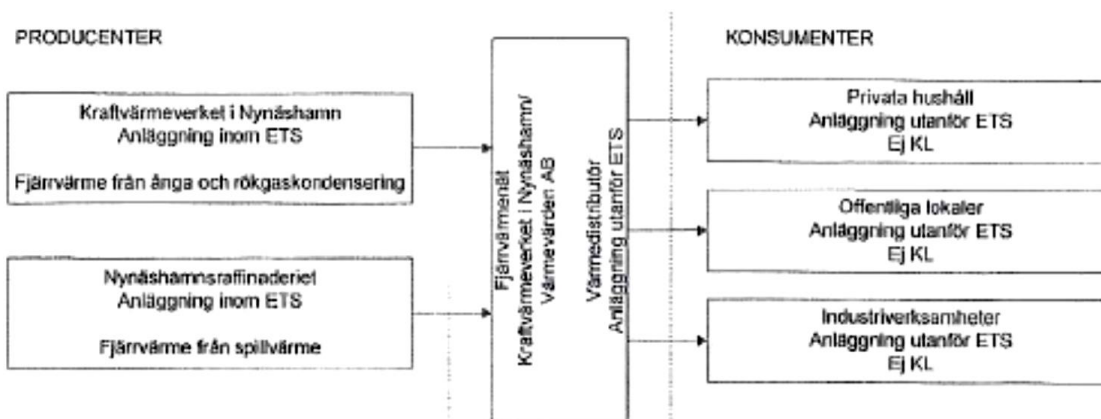 PRODUCENTER
Kraftvärmeverket i Nynäshamn
Anläggning inom ETS
Fjärrvärme från ånga och rökgaskondensering
Nynäshamnsraffinaderiet
Anläggning inom ETS
Fjärrvärme från spillvärme
Fjärrvärmenät
Kraftvärmeverket i Nynäshamn/
Värmevärden AB
Värmedistributör
Anläggning utanför ETS
KONSUMENTER
Privata hushåll
Anläggning utanför ETS
Ej KL
Offentliga lokaler
Anläggning utanför ETS
Ej KL
Industriverksamheter
Anläggning utanför ETS
Ej KL